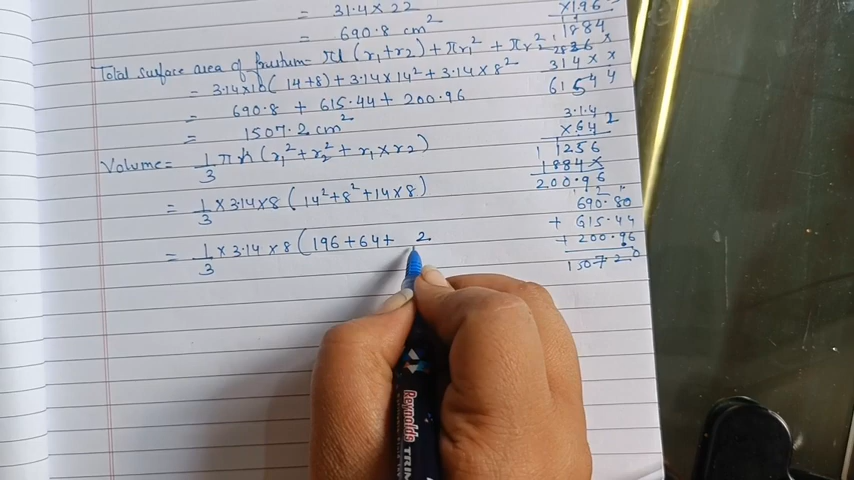 = 31.4 × 22
= 690.8 cm²
Total surface area of frustum = πl (r₁+r₂) + πr₁² + πr₂²
= 3.14×10 (14+8) + 3.14×14² + 3.14×8²
= 690.8 + 615.44 + 200.96
= 1507.2 cm²
Volume = 1/3 πh (r₁²+r₂² + r₁×r₂)
= 1/3 × 3.14 × 8 (14²+8²+14×8)
= 1/3 × 3.14 × 8 (196+64+ 2
×196
1884
314××
61544
3.14
×64
1256
1884×
200.96
690.80
+ 615.44
+ 200.96
1507.20
Reynolds
TRIM